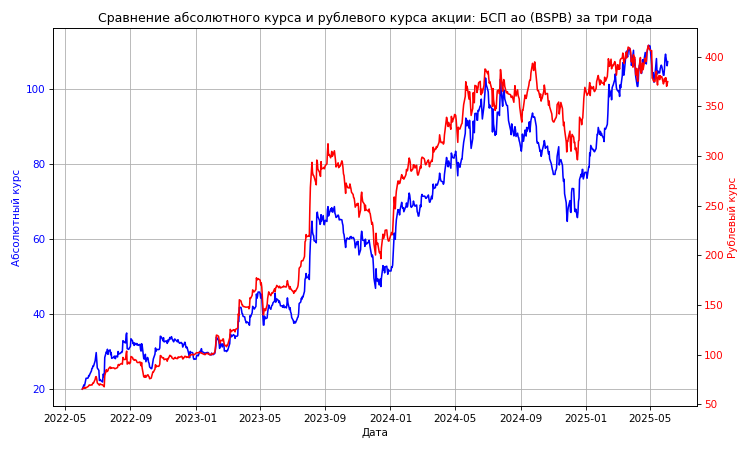 Сравнение абсолютного курса и рублевого курса акции: БСП ао (BSPB) за три года
Абсолютный курс
100
80
60
40
20
Рублевый курс
400
350
300
250
200
150
100
50
2022-05 2022-09 2023-01 2023-05 2023-09 2024-01 2024-05 2024-09 2025-01 2025-05
Дата